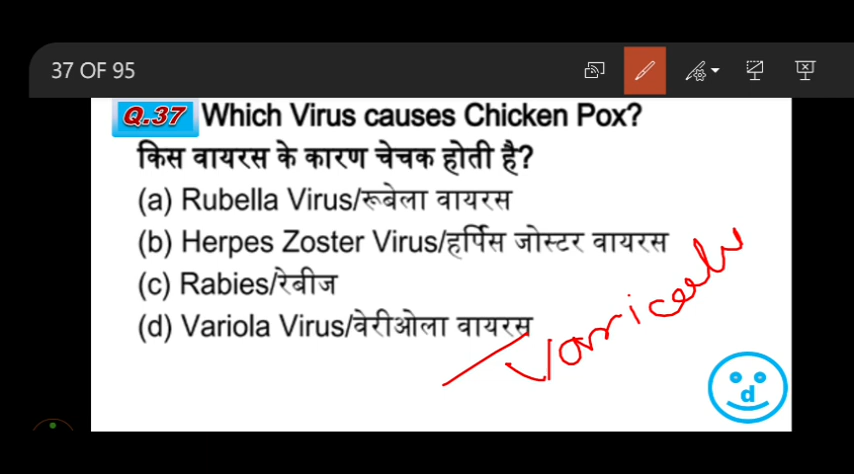 37 OF 95
Q.37 Which Virus causes Chicken Pox?
किस वायरस के कारण चेचक होती है?
(a) Rubella Virus/रूबेला वायरस
(b) Herpes Zoster Virus/हर्पिस जोस्टर वायरस
(c) Rabies/रेबीज
(d) Variola Virus/वेरीओला वायरस
d